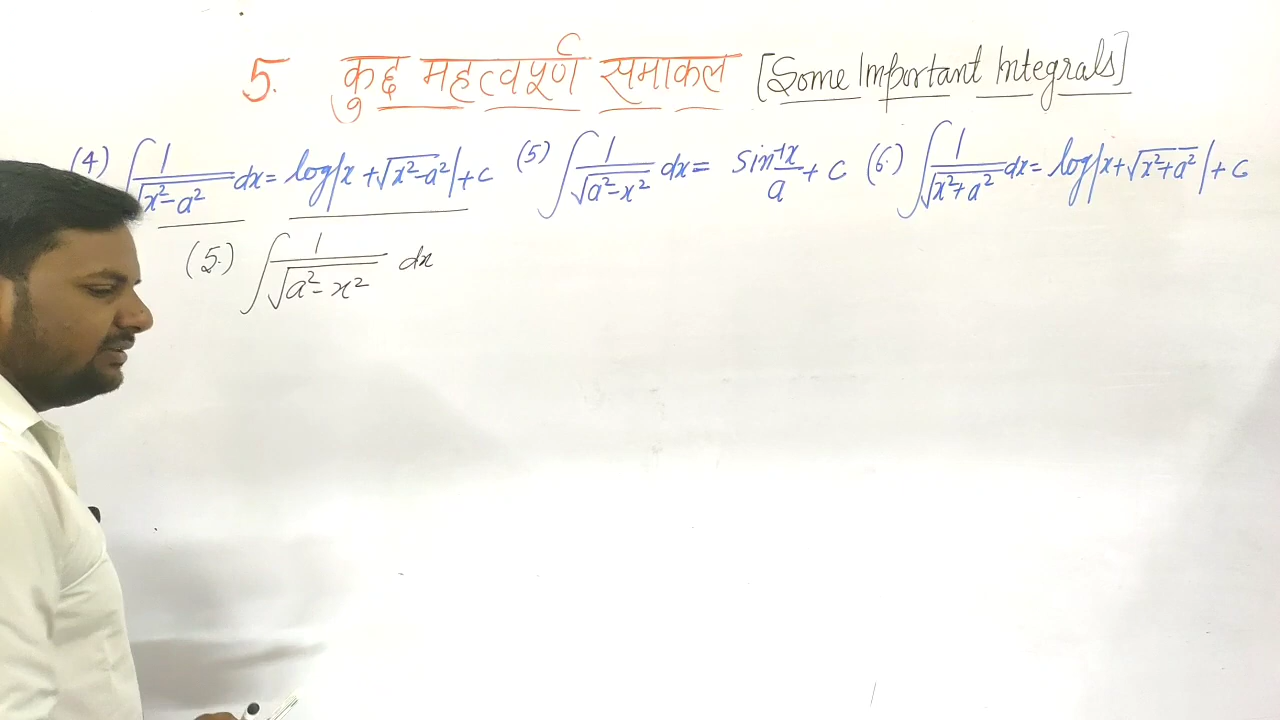 5. कुछ महत्वपूर्ण समाकल [Some Important Integrals]
(4) ∫ 1/√(x²-a²) dx = log|x + √(x²-a²)| + c (5) ∫ 1/√(a²-x²) dx = sin⁻¹ x/a + c (6.) ∫ 1/√(x²+a²) dx = log|x + √(x²+a²)| + c
(5.) ∫ 1/√(a²-x²) dx